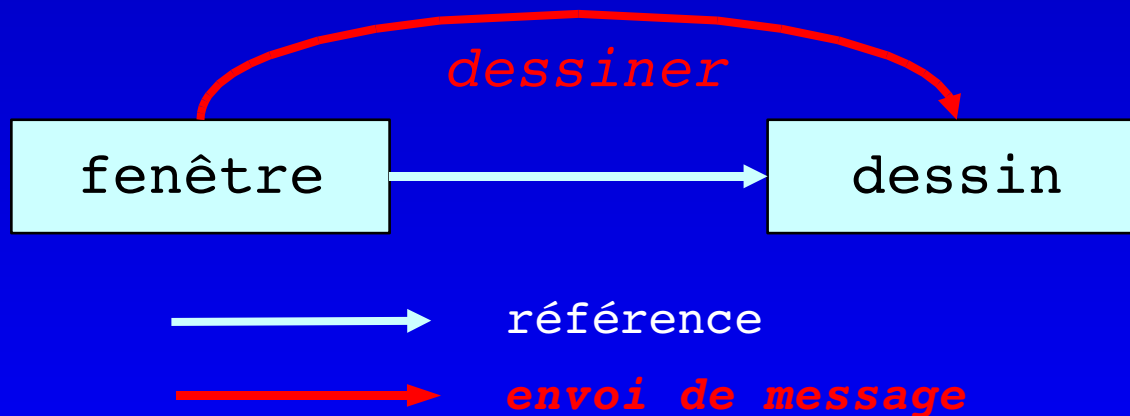 dessiner
fenêtre
dessin
référence
envoi de message